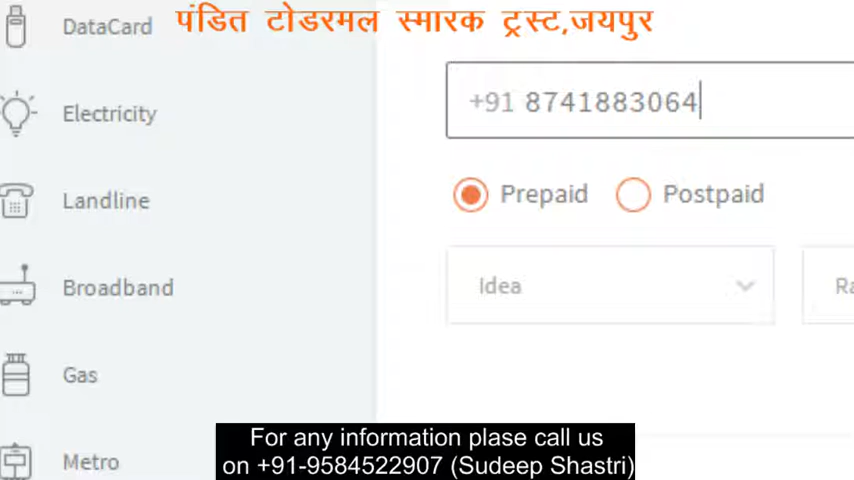 पंडित टोडरमल स्मारक ट्रस्ट,जयपुर
DataCard
+91 8741883064
Electricity
Prepaid Postpaid
Landline
Idea
Broadband
Gas
For any information plase call us
on +91-9584522907 (Sudeep Shastri)
Metro